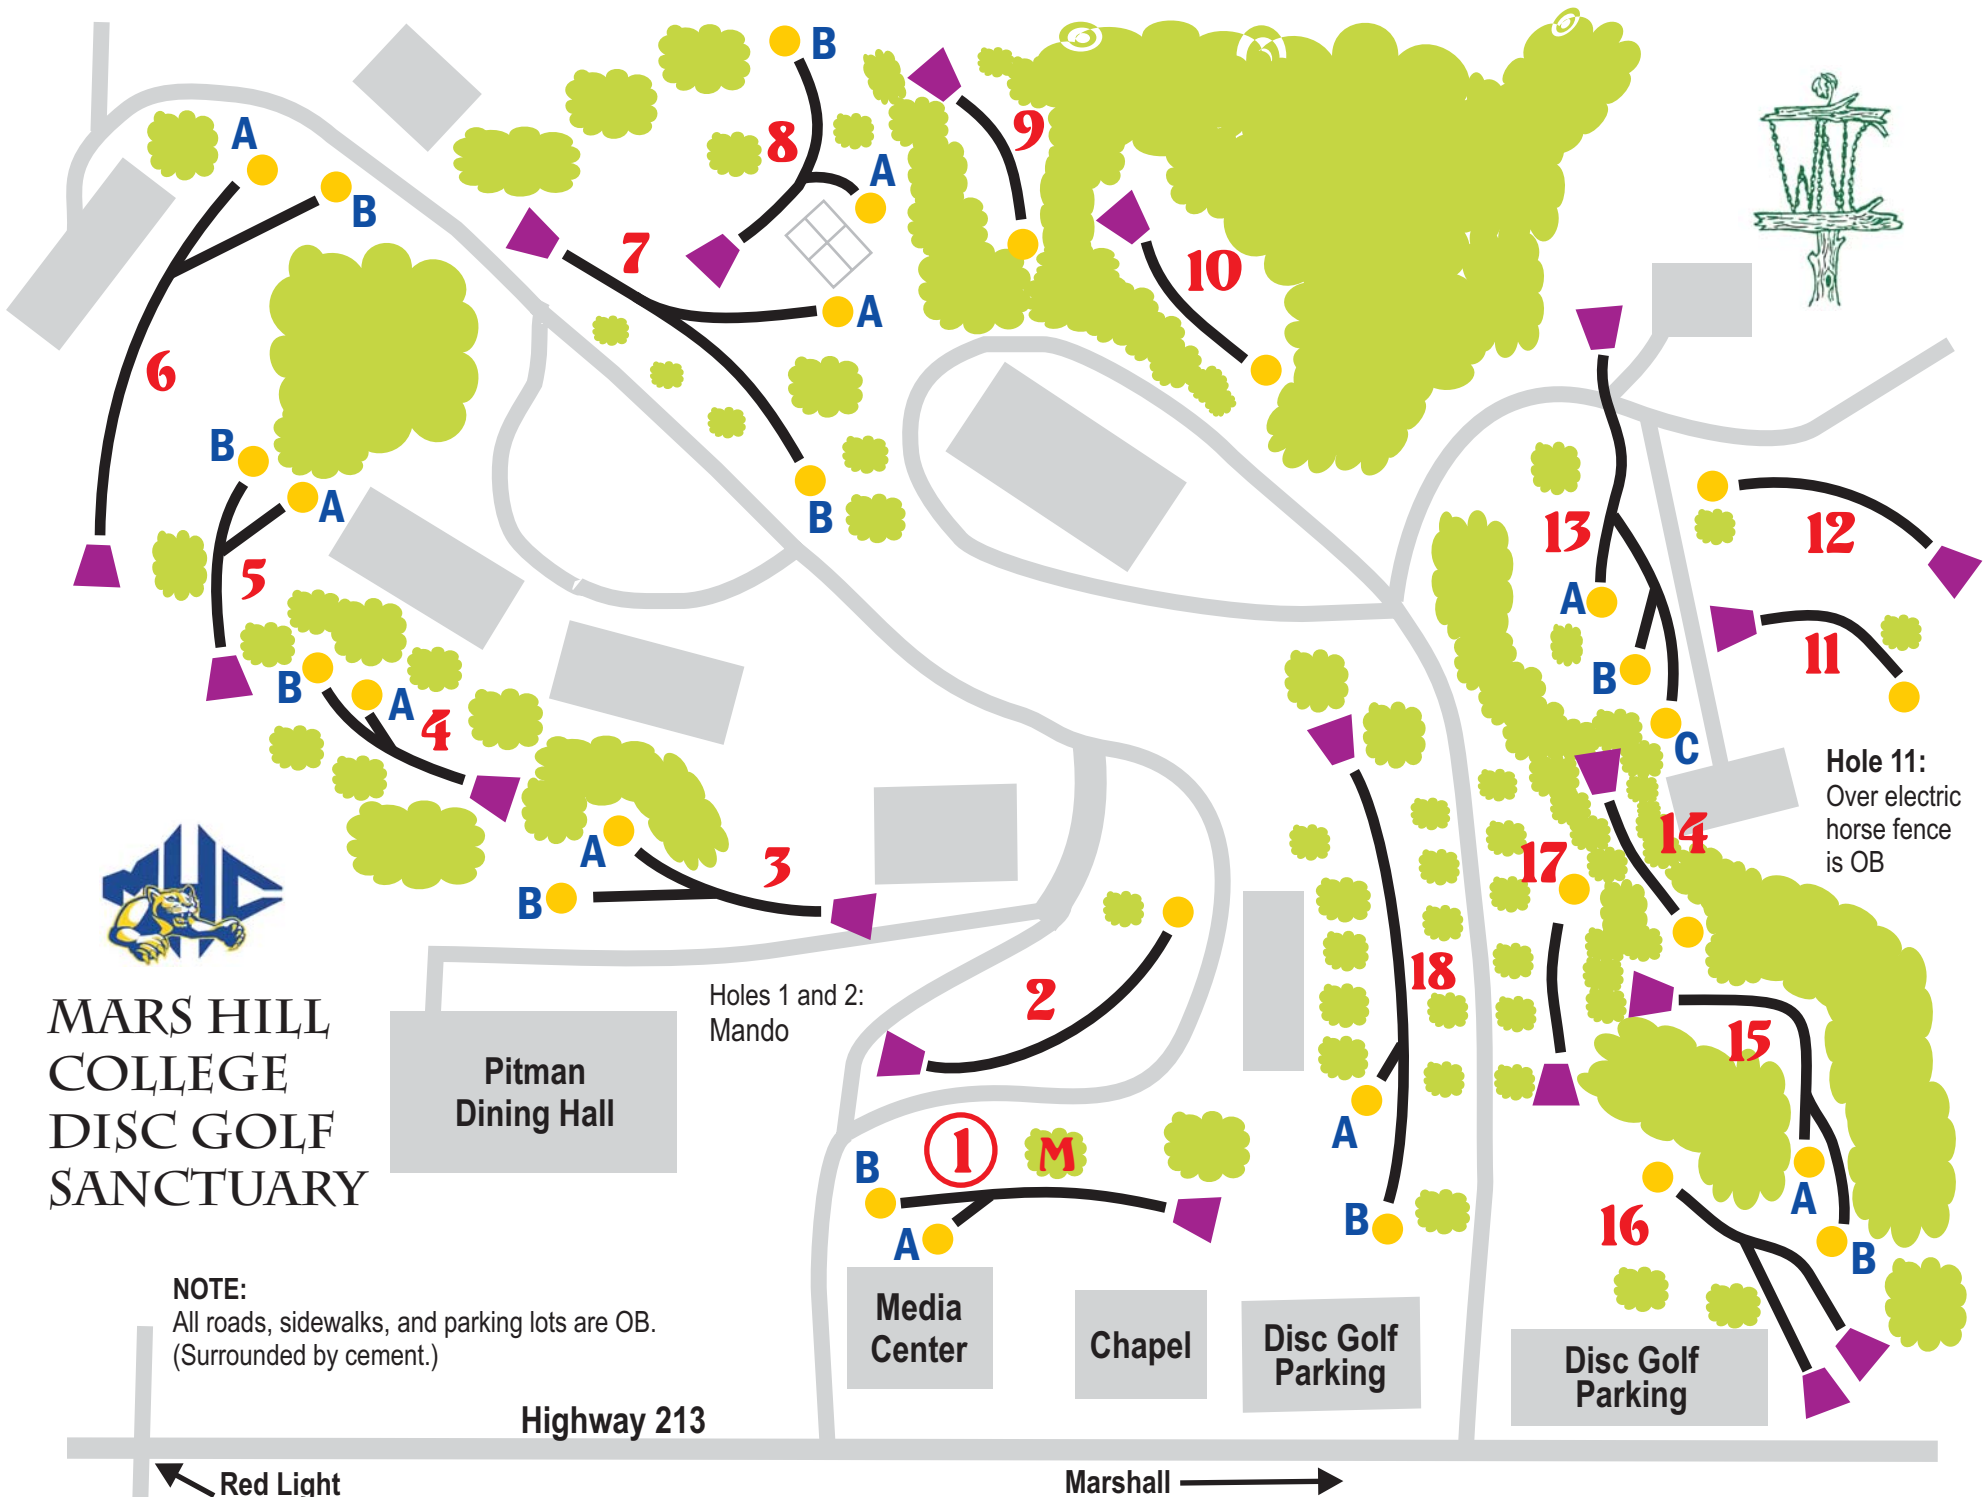 B
A
8
9
A
A
B
7
10
A
6
B
A
B
5
13
12
A
B
11
C
B
A
4
Hole 11:
Over electric
horse fence
is OB
A
3
B
17
14
18
MHC
MARS HILL
COLLEGE
DISC GOLF
SANCTUARY
Holes 1 and 2:
Mando
2
15
Pitman
Dining Hall
1
M
B
A
A
B
A
B
16
NOTE:
All roads, sidewalks, and parking lots are OB.
(Surrounded by cement.)
Media
Center
Chapel
Disc Golf
Parking
Disc Golf
Parking
Highway 213
Red Light
Marshall